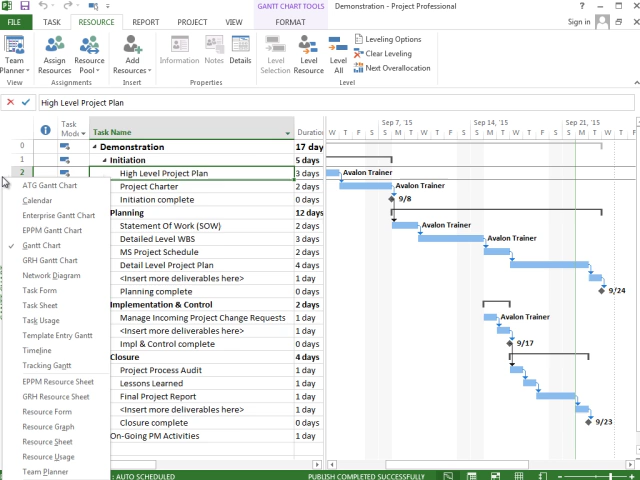 GANTT CHART TOOLS
Demonstration - Project Professional
FILE TASK RESOURCE REPORT PROJECT VIEW FORMAT
Sign in
Team Planner
Assign Resources
Resource Pool
Add Resources
Information
Notes
Details
Level Selection
Level Resource
Level All
Leveling Options
Clear Leveling
Next Overallocation
View
Assignments
Insert
Properties
Level
High Level Project Plan
Task Mode
Task Name
Duration
Sep 7, '15
Sep 14, '15
Sep 21, '15
W T F S S M T W T F S S M T W T F S S M T W T F
0 Demonstration 17 day
1 Initiation 5 days
2 High Level Project Plan 3 days Avalon Trainer
Project Charter 2 days Avalon Trainer
Initiation complete 0 days 9/8
Planning 12 days
Statement Of Work (SOW) 2 days Avalon Trainer
Detailed Level WBS 3 days Avalon Trainer
MS Project Schedule 2 days
Detail Level Project Plan 4 days
<Insert more deliverables here> 1 day
Planning complete 0 days 9/24
Implementation & Control 2 days
Manage Incoming Project Change Requests 1 day Avalon Trainer
<Insert more deliverables here> 1 day
Impl & Control complete 0 days 9/17
Closure 4 days
Project Process Audit 1 day
Lessons Learned 1 day
Final Project Report 1 day
<Insert more deliverables here> 1 day
Closure complete 0 days 9/23
On-Going PM Activities 1 day
ATG Gantt Chart
Calendar
Enterprise Gantt Chart
EPPM Gantt Chart
Gantt Chart
GRH Gantt Chart
Network Diagram
Task Form
Task Sheet
Task Usage
Template Entry Gantt
Timeline
Tracking Gantt
EPPM Resource Sheet
GRH Resource Sheet
Resource Form
Resource Graph
Resource Sheet
Resource Usage
Team Planner
: AUTO SCHEDULED
PUBLISH COMPLETED SUCCESSFULLY